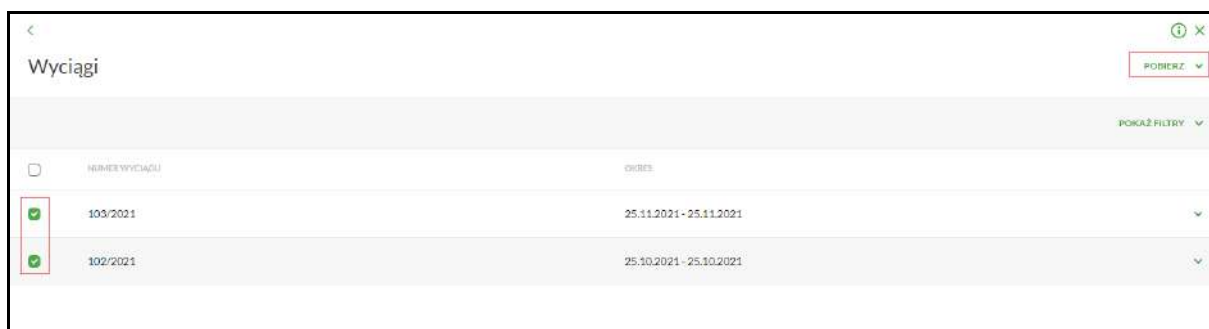 Wyciągi
POBIERZ
POKAŻ FILTRY
NUMER WYCIĄGU OKRES
103/2021 25.11.2021 - 25.11.2021
102/2021 25.10.2021 - 25.10.2021